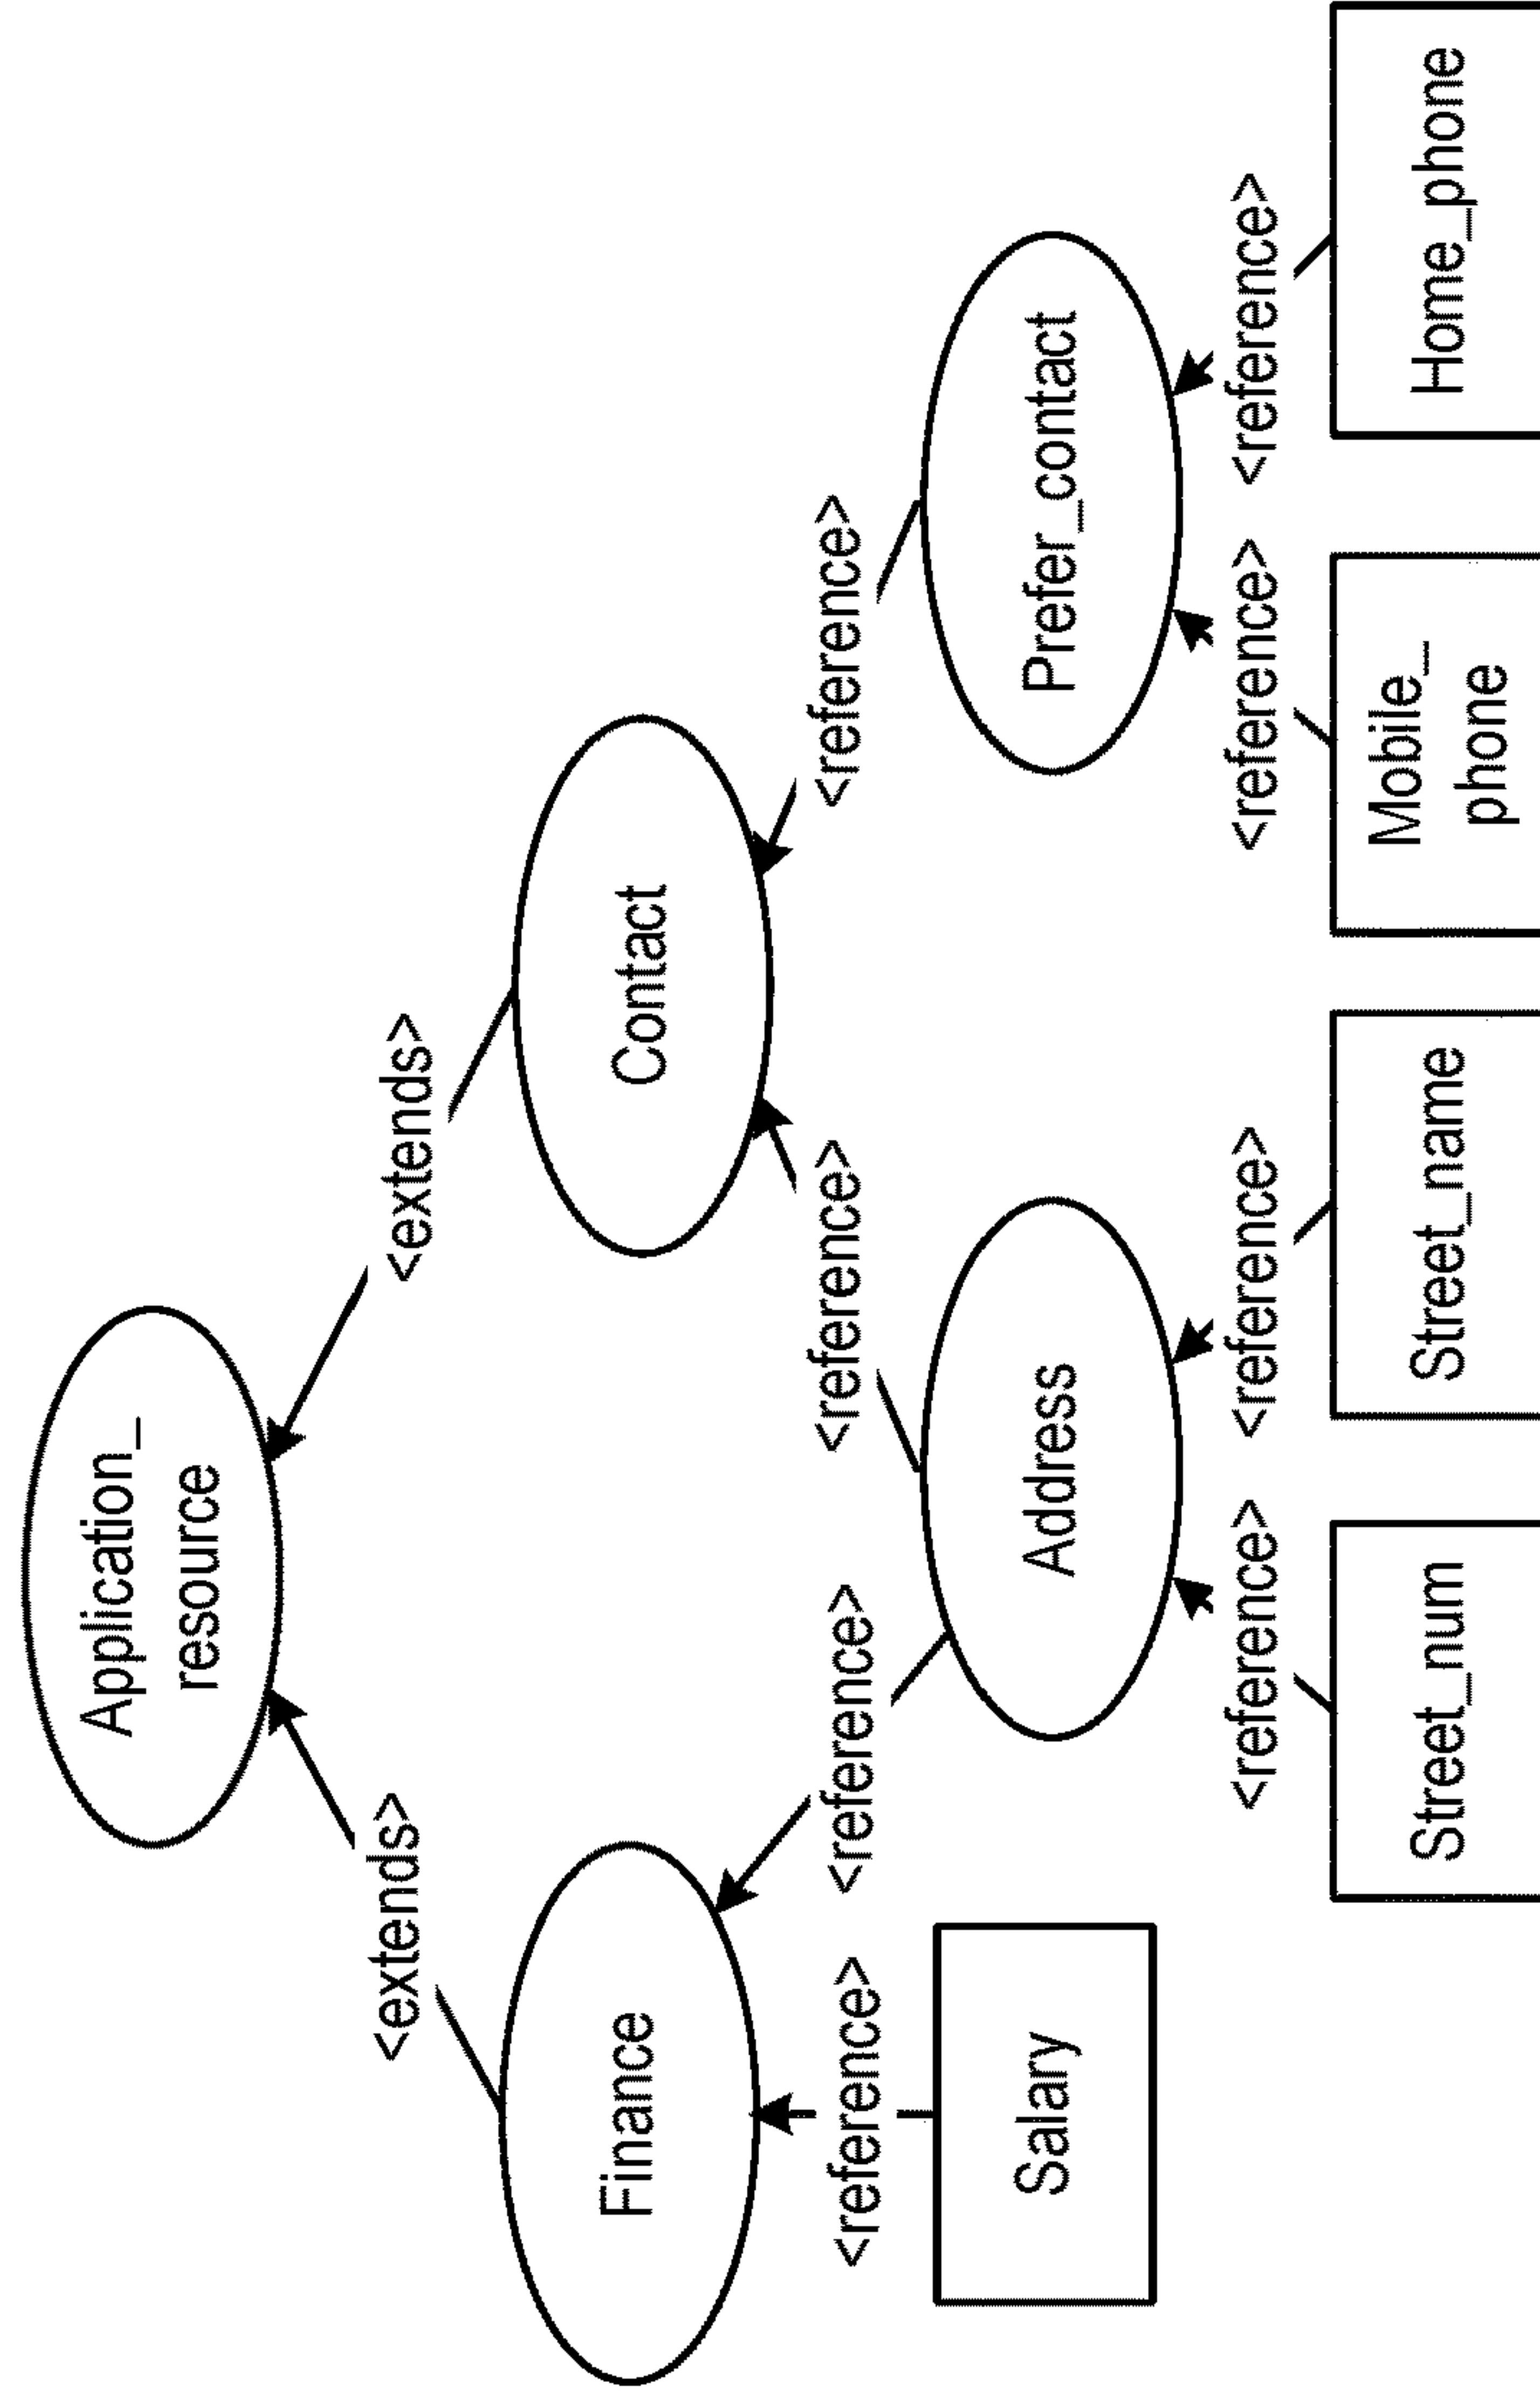 Application_
resource
<extends>
<extends>
Finance
Contact
<reference>
<reference>
<reference>
<reference>
Salary
Address
Prefer_contact
<reference>
<reference>
<reference>
<reference>
Street_num
Street_name
Mobile_
phone
Home_phone